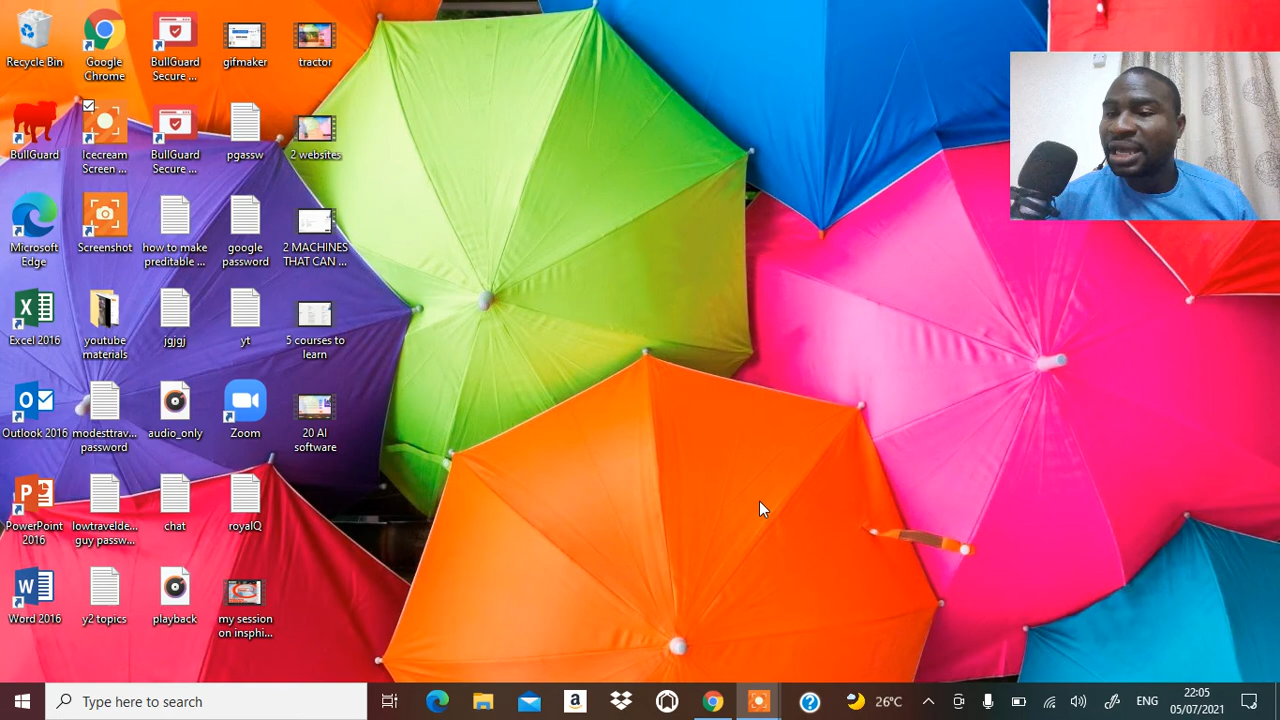 Recycle Bin
Google
Chrome
BullGuard
Secure ...
gifmaker
tractor
BullGuard
Icecream
Screen ...
BullGuard
Secure ...
pgassw
2 websites
Microsoft
Edge
Screenshot
how to make
preditable ...
google
password
2 MACHINES
THAT CAN ...
Excel 2016
youtube
materials
jgjgj
yt
5 courses to
learn
Outlook 2016
modesttrav...
password
audio_only
Zoom
20 AI
software
PowerPoint
2016
lowtravelde...
guy passw...
chat
royalQ
Word 2016
y2 topics
playback
my session
on insphi...
Type here to search
26°C
ENG
22:05
05/07/2021